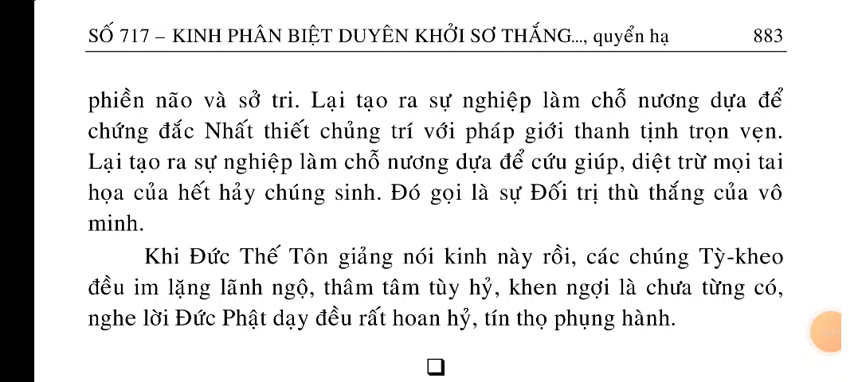 SỐ 717 – KINH PHÂN BIỆT DUYÊN KHỞI SƠ THẮNG..., quyển hạ 883
phiền não và sở tri. Lại tạo ra sự nghiệp làm chỗ nương dựa để
chứng đắc Nhất thiết chủng trí với pháp giới thanh tịnh trọn vẹn.
Lại tạo ra sự nghiệp làm chỗ nương dựa để cứu giúp, diệt trừ mọi tai
họa của hết hảy chúng sinh. Đó gọi là sự Đối trị thù thắng của vô
minh.
Khi Đức Thế Tôn giảng nói kinh này rồi, các chúng Tỳ-kheo
đều im lặng lãnh ngộ, thâm tâm tùy hỷ, khen ngợi là chưa từng có,
nghe lời Đức Phật dạy đều rất hoan hỷ, tín thọ phụng hành.